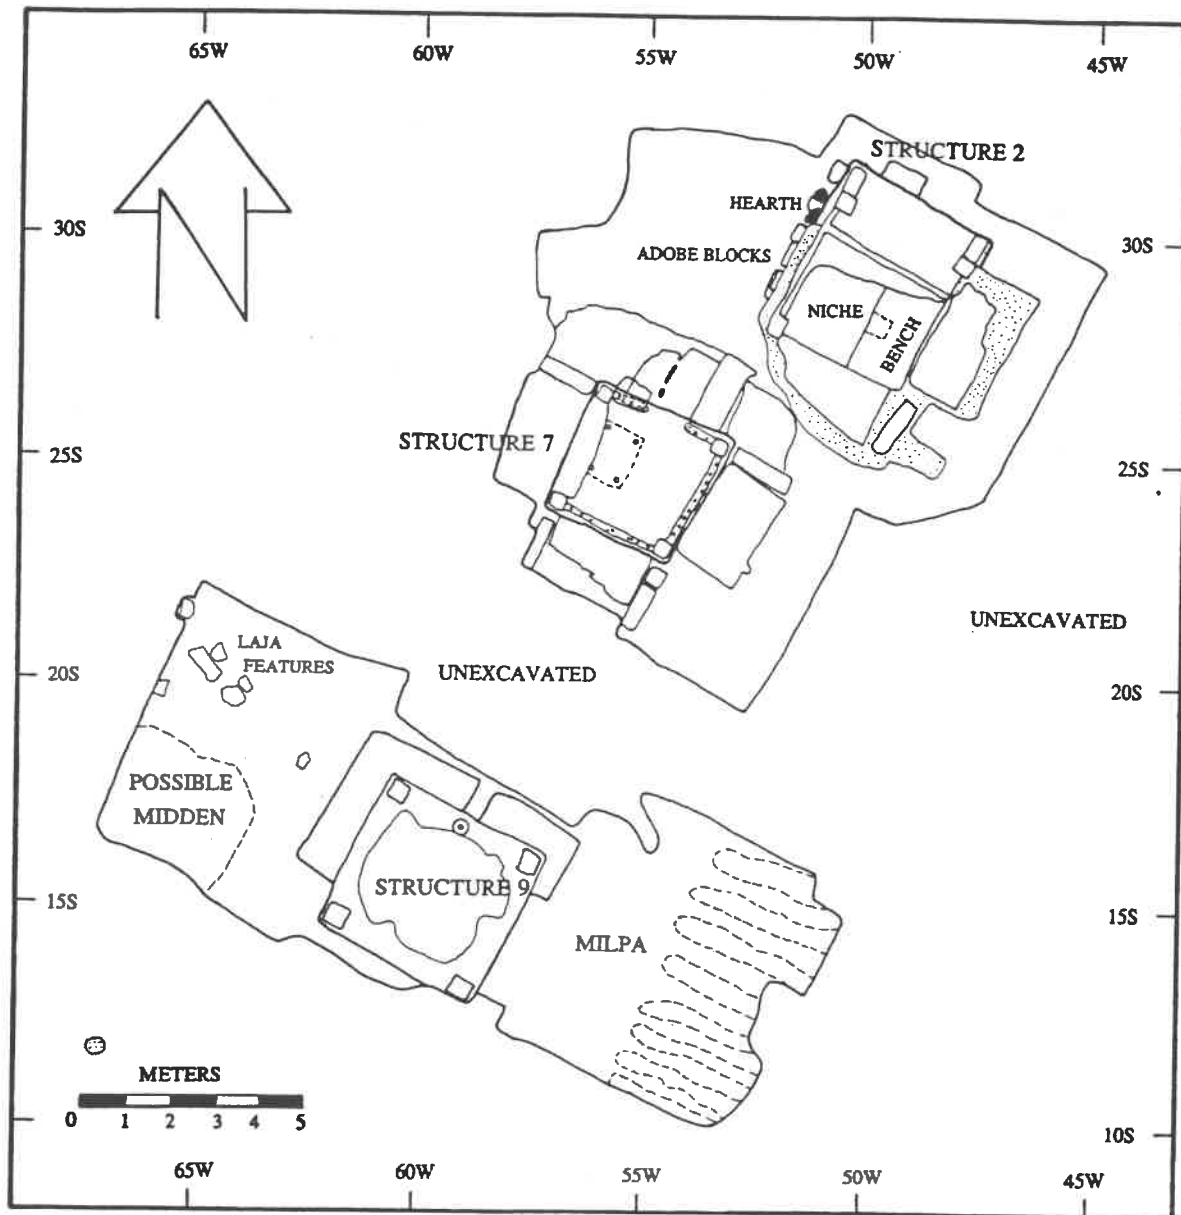 65W 60W 55W 50W 45W
STRUCTURE 2
HEARTH
30S
30S
ADOBE BLOCKS
NICHE
BENCH
STRUCTURE 7
25S
25S
UNEXCAVATED
LAJA
FEATURES
20S
UNEXCAVATED
20S
POSSIBLE
MIDDEN
STRUCTURE 9
15S
15S
MILPA
METERS
0 1 2 3 4 5
10S
65W 60W 55W 50W 45W